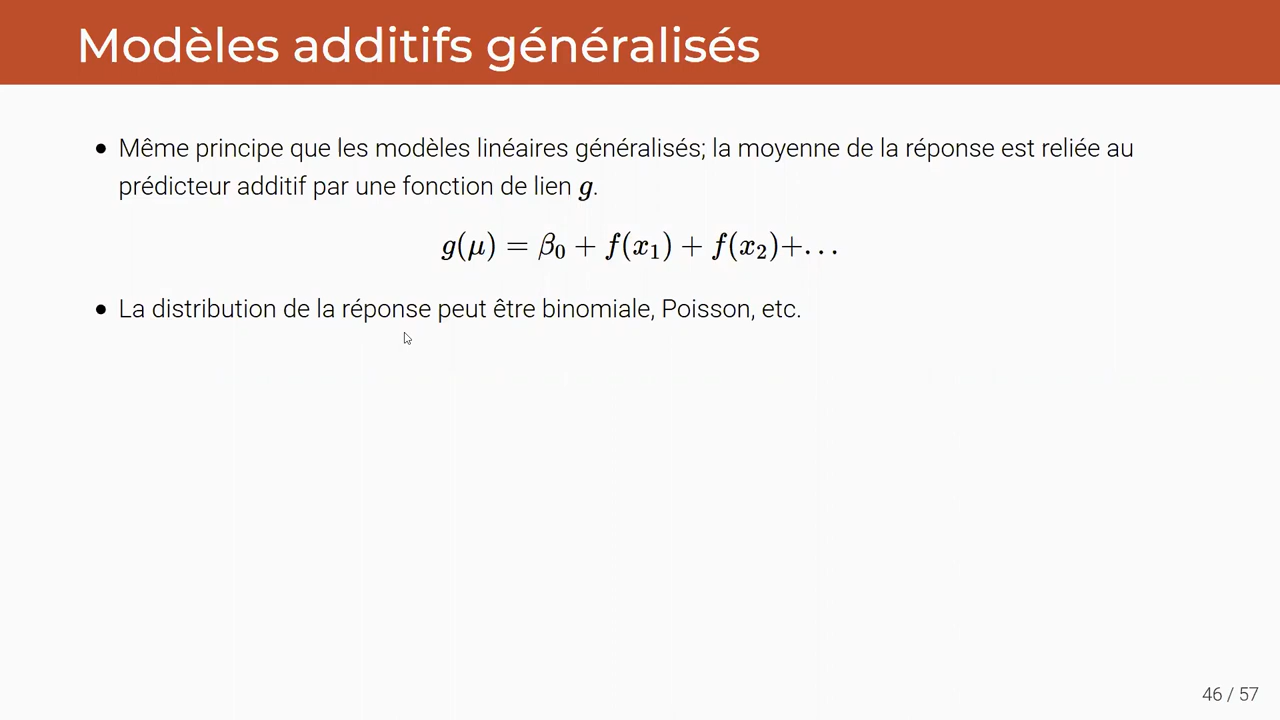 Modèles additifs généralisés
• Même principe que les modèles linéaires généralisés; la moyenne de la réponse est reliée au
prédicteur additif par une fonction de lien g.
g(μ) = β₀ + f(x₁) + f(x₂)+…
• La distribution de la réponse peut être binomiale, Poisson, etc.
46 / 57